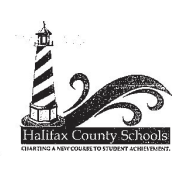 Halifax County Schools
CHARTING A NEW COURSE TO STUDENT ACHIEVEMENT.